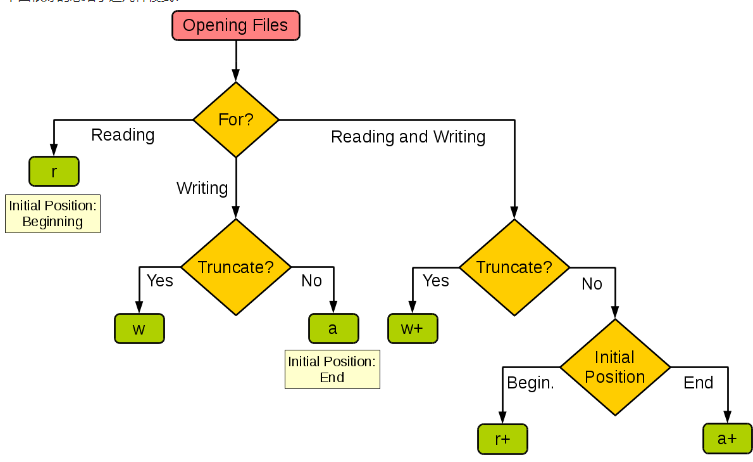 Opening Files
For?
Reading
Reading and Writing
r
Writing
Initial Position:
Beginning
Truncate?
Truncate?
Yes
No
Yes
No
w
a
w+
Initial Position:
End
Initial
Position
Begin.
End
r+
a+